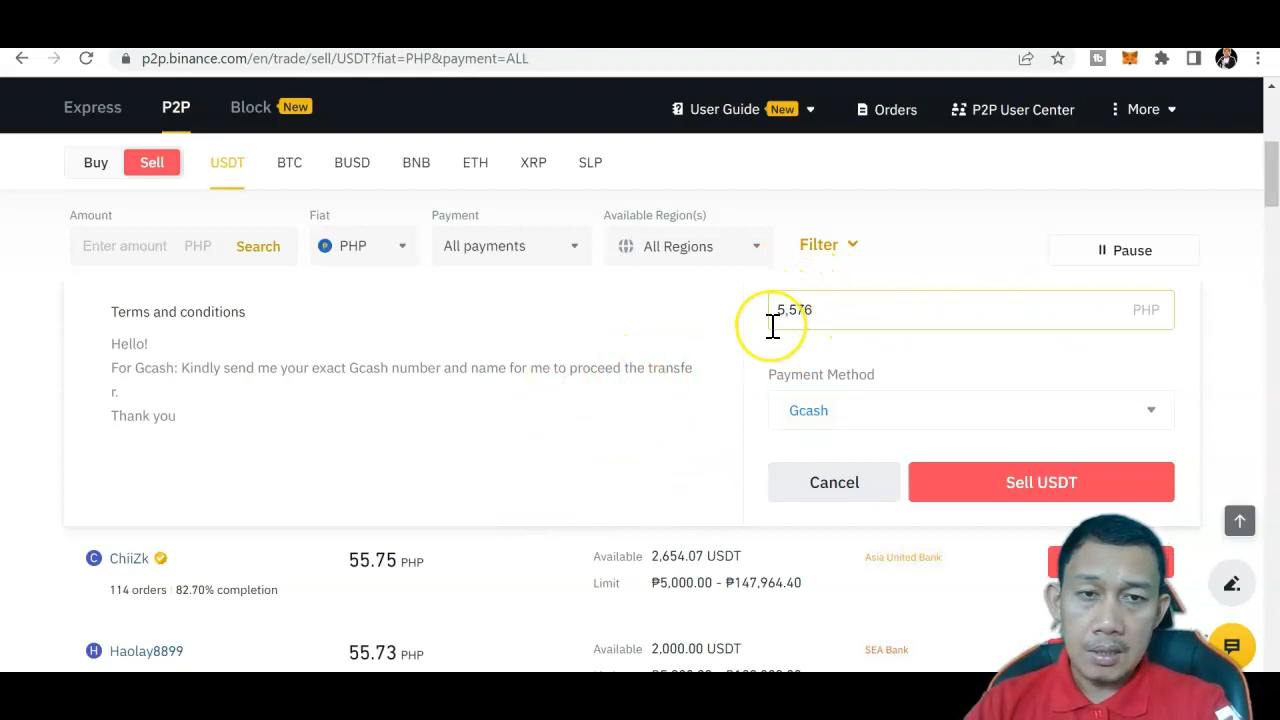 p2p.binance.com/en/trade/sell/USDT?fiat=PHP&payment=ALL
tb
Express P2P Block New User Guide New Orders P2P User Center More
Buy Sell USDT BTC BUSD BNB ETH XRP SLP
Amount Fiat Payment Available Region(s)
Enter amount PHP Search PHP All payments All Regions Filter Pause
Terms and conditions 5,576 PHP
Hello!
For Gcash: Kindly send me your exact Gcash number and name for me to proceed the transfe
r.
Payment Method
Thank you Gcash
Cancel Sell USDT
C ChiiZk 55.75 PHP Available 2,654.07 USDT Asia United Bank
114 orders 82.70% completion Limit ₱5,000.00 - ₱147,964.40
H Haolay8899 55.73 PHP Available 2,000.00 USDT SEA Bank